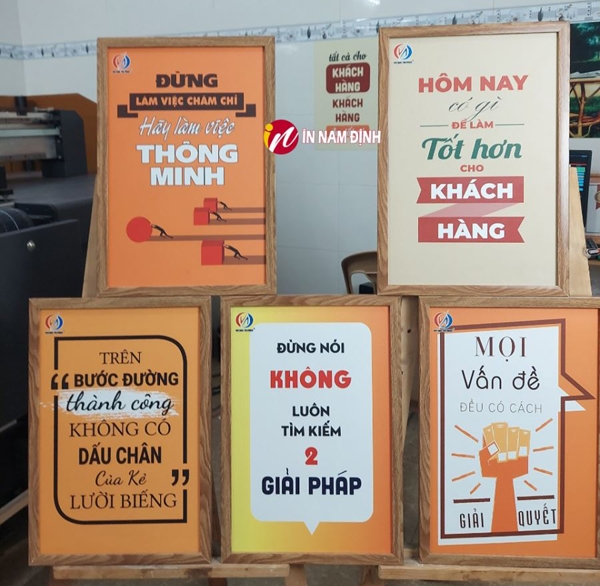 ĐỪNG
LÀM VIỆC CHĂM CHỈ
Hãy làm việc
THÔNG
MINH
tất cả cho
KHÁCH
HÀNG
KHÁCH
HÀNG
iN
IN NAM ĐỊNH
HÔM NAY
có gì
ĐỂ LÀM
Tốt hơn
CHO
KHÁCH
HÀNG
TRÊN
“BƯỚC ĐƯỜNG
thành công
KHÔNG CÓ
DẤU CHÂN
Của Kẻ
LƯỜI BIẾNG”
ĐỪNG NÓI
KHÔNG
LUÔN
TÌM KIẾM
2
GIẢI PHÁP
MỌI
Vấn đề
ĐỀU CÓ CÁCH
GIẢI QUYẾT